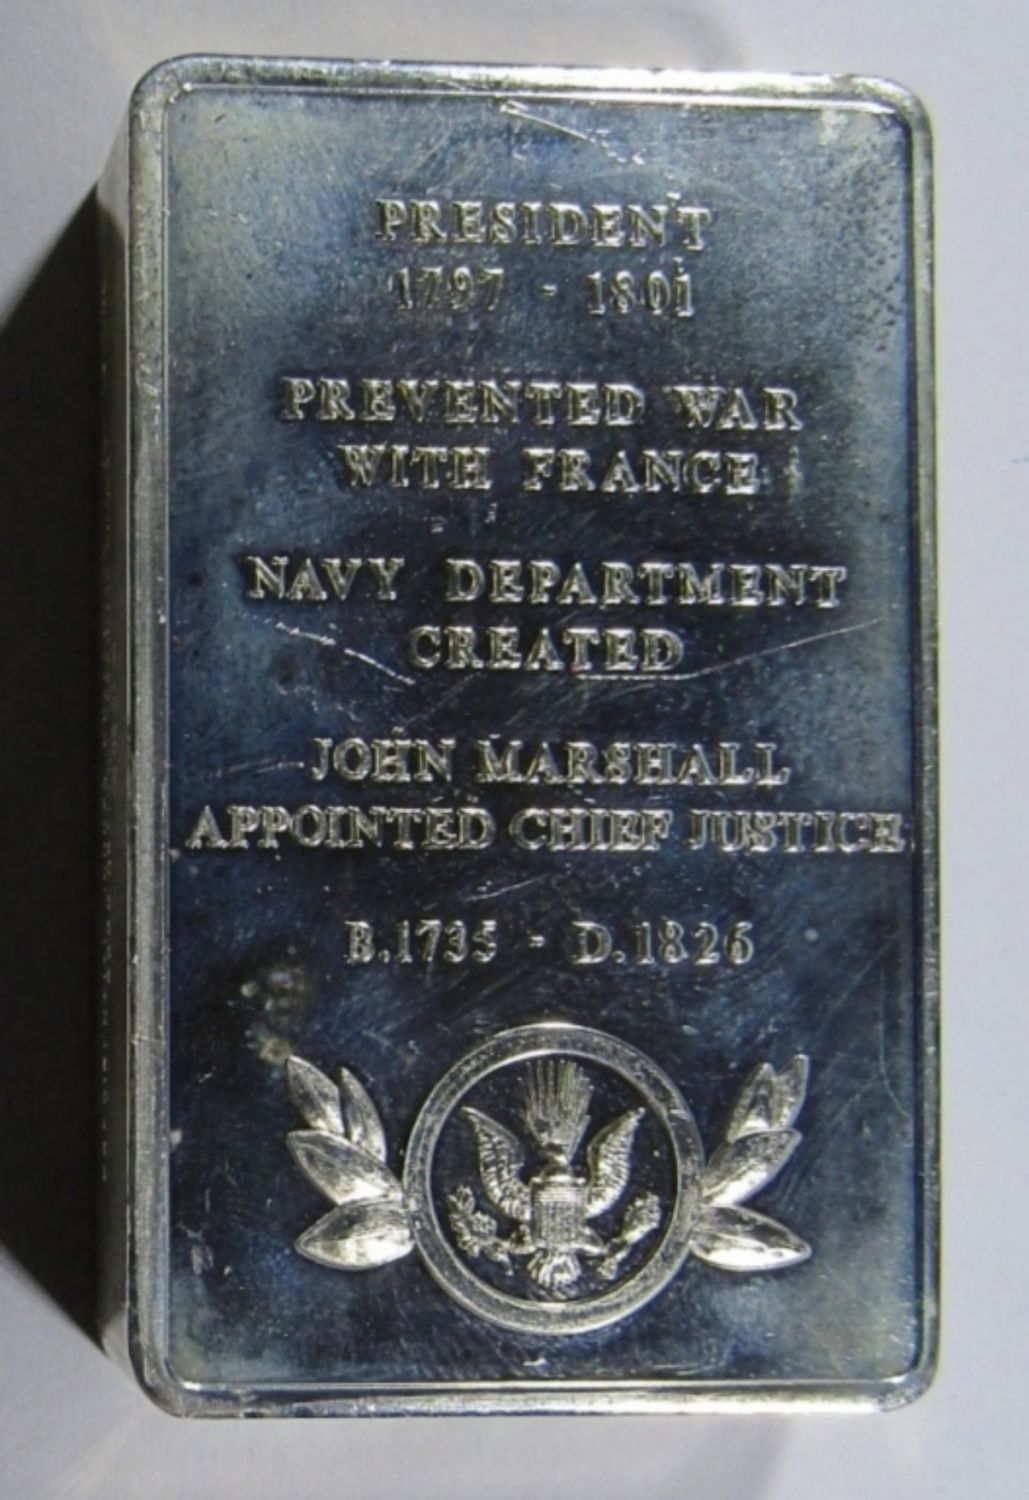 PRESIDENT
1797 - 1801
PREVENTED WAR
WITH FRANCE
NAVY DEPARTMENT
CREATED
JOHN MARSHALL
APPOINTED CHIEF JUSTICE
B.1735 - D.1826